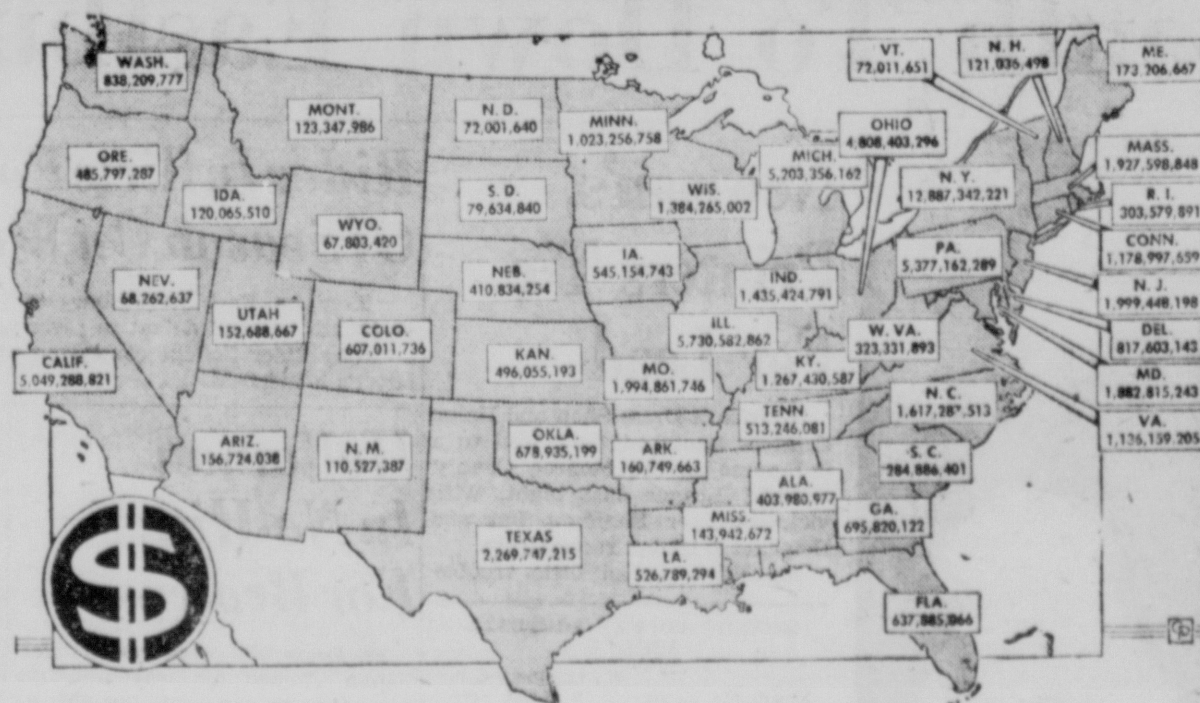 WASH.
838,209,777
VT.
72,011,651
N. H.
121,036,498
ME.
173,206,667
MONT.
123,347,986
N. D.
72,001,640
MINN.
1,023,256,758
OHIO
4,808,403,296
MICH.
5,203,356,162
MASS.
1,927,598,848
ORE.
485,797,287
IDA.
120,065,510
S. D.
79,634,840
WIS.
1,384,265,002
N. Y.
12,887,342,221
R. I.
303,579,891
WYO.
67,803,420
CONN.
1,178,997,659
NEV.
68,262,637
NEB.
410,834,254
IA.
545,154,743
IND.
1,435,424,791
PA.
5,377,162,289
N. J.
1,999,448,198
UTAH
152,688,667
COLO.
607,011,736
ILL.
5,730,582,862
W. VA.
323,331,893
DEL.
817,603,143
CALIF.
5,049,288,821
KAN.
496,055,193
MO.
1,994,861,746
KY.
1,267,430,587
MD.
1,882,815,243
N. C.
TENN.
513,246,081
VA.
1,136,159,205
ARIZ.
156,724,038
N. M.
110,527,387
OKLA.
678,935,199
ARK.
160,749,663
S. C.
284,886,401
ALA.
403,980,977
MISS.
143,942,672
GA.
695,820,122
TEXAS
2,269,747,215
LA.
526,789,294
FLA.
637,885,066
$